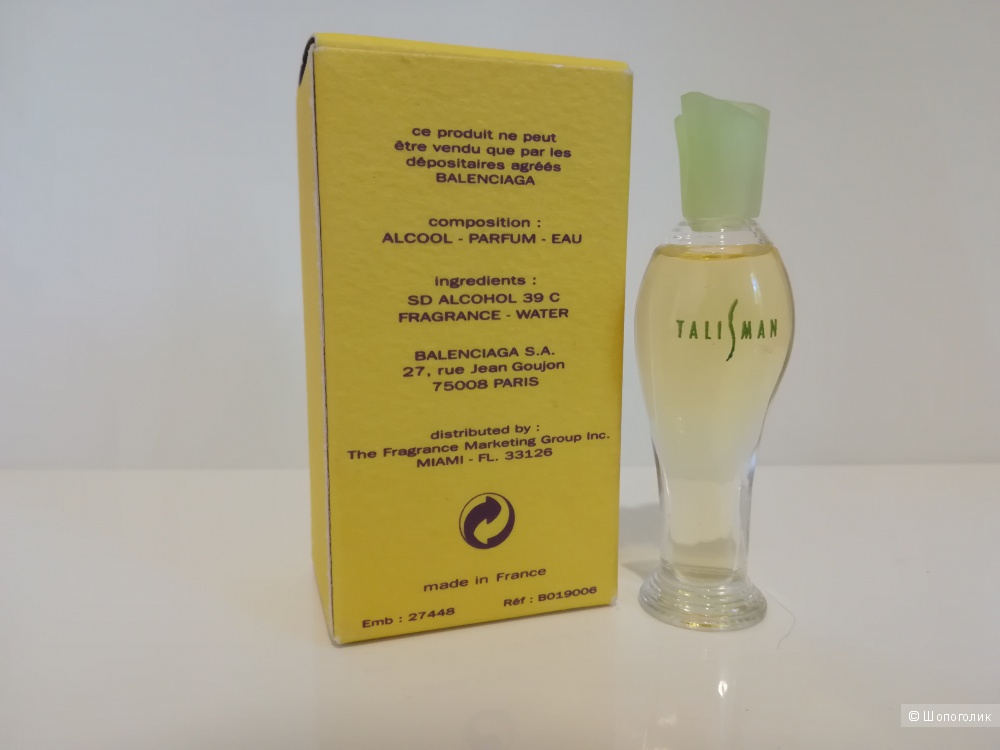 ce produit ne peut
être vendu que par les
dépositaires agréés
BALENCIAGA
composition :
ALCOOL - PARFUM - EAU
ingredients :
SD ALCOHOL 39 C
FRAGRANCE - WATER
BALENCIAGA S.A.
27, rue Jean Goujon
75008 PARIS
distributed by :
The Fragrance Marketing Group Inc.
MIAMI - FL. 33126
made in France
Emb : 27448
Réf : B019006
TALISMAN
© Шопоголик